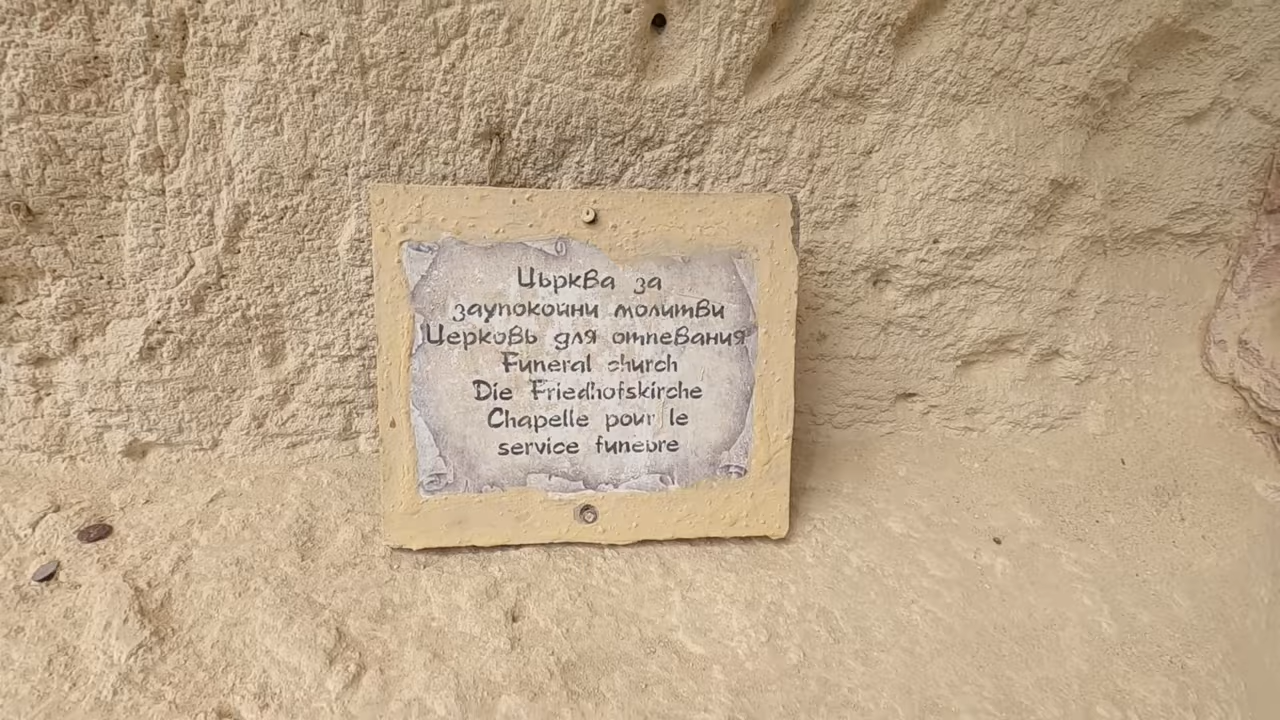 Църква за
заупокойни молитви
Церковь для отпевания
Funeral church
Die Friedhofskirche
Chapelle pour le
service funebre